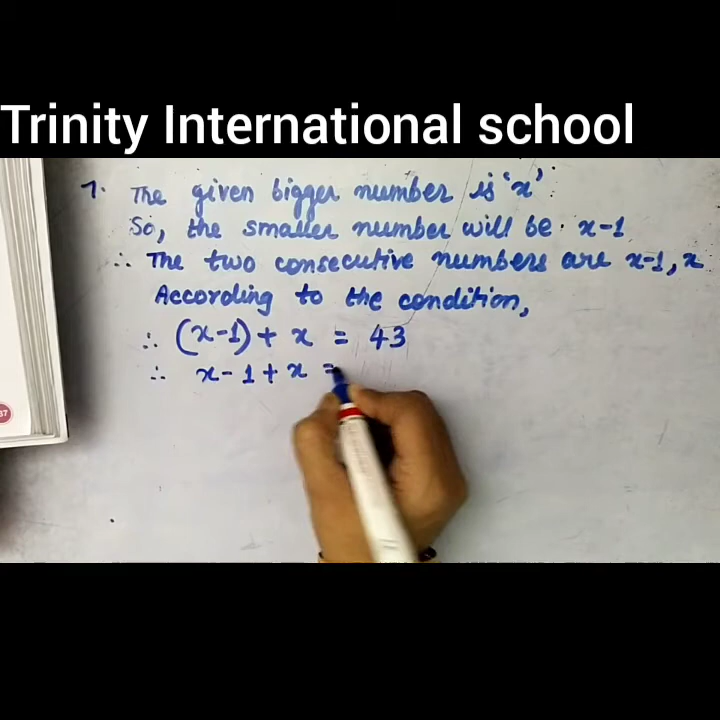 Trinity International school
7. The given bigger number is 'x'
So, the smaller number will be x-1
∴ The two consecutive numbers are x-1, x
According to the condition,
∴ (x-1) + x = 43
∴ x - 1 + x =
37